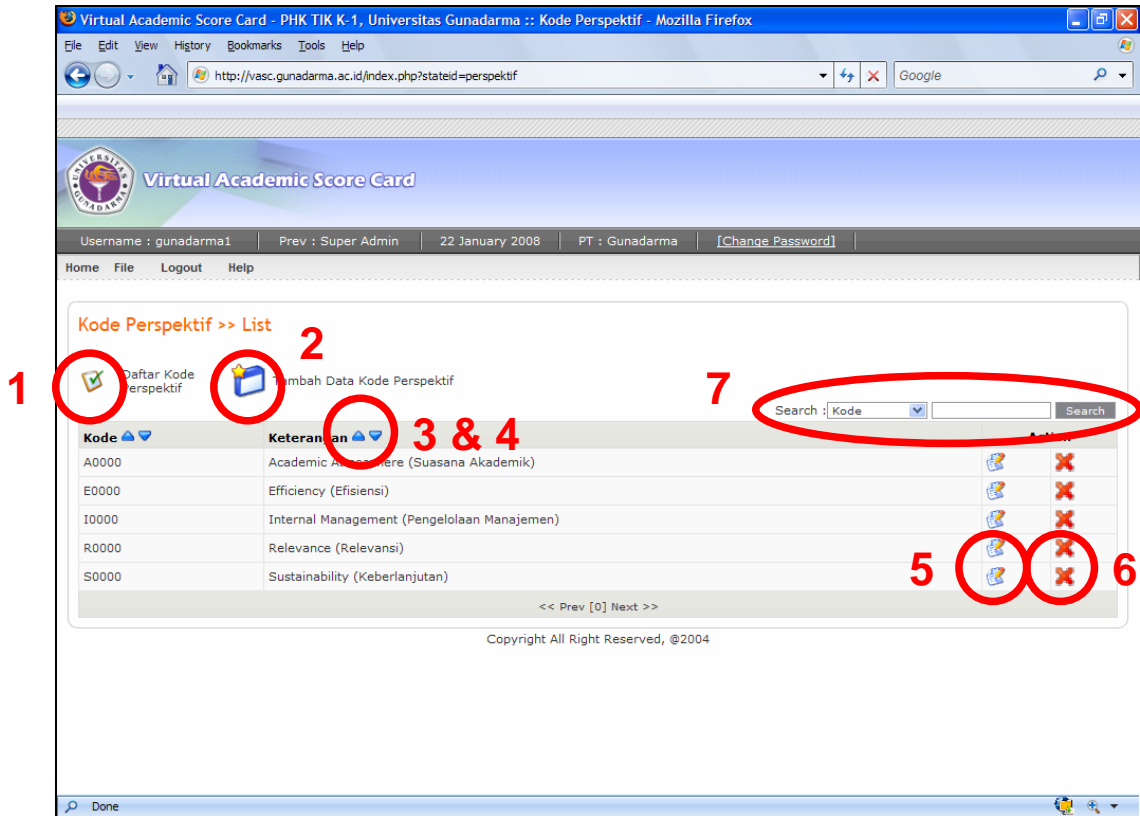 Virtual Academic Score Card - PHK TIK K-1, Universitas Gunadarma :: Kode Perspektif - Mozilla Firefox
File Edit View History Bookmarks Tools Help
http://vasc.gunadarma.ac.id/index.php?stateid=perspektif Google
UNIVERSITAS GUNADARMA
Virtual Academic Score Card
Username : gunadarma1 Prev : Super Admin 22 January 2008 PT : Gunadarma [Change Password]
Home File Logout Help
Kode Perspektif >> List
2
1 Daftar Kode Perspektif Tambah Data Kode Perspektif
7
Search : Kode Search
Kode Keterangan 3 & 4 Action
A0000 Academic Atmosphere (Suasana Akademik)
E0000 Efficiency (Efisiensi)
I0000 Internal Management (Pengelolaan Manajemen)
R0000 Relevance (Relevansi)
S0000 Sustainability (Keberlanjutan) 5 6
<< Prev [0] Next >>
Copyright All Right Reserved, @2004
Done